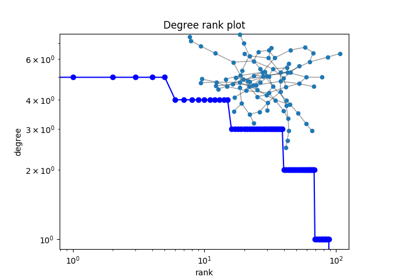 Degree rank plot
6 × 10⁰
4 × 10⁰
3 × 10⁰
2 × 10⁰
10⁰
degree
10⁰
10¹
10²
rank